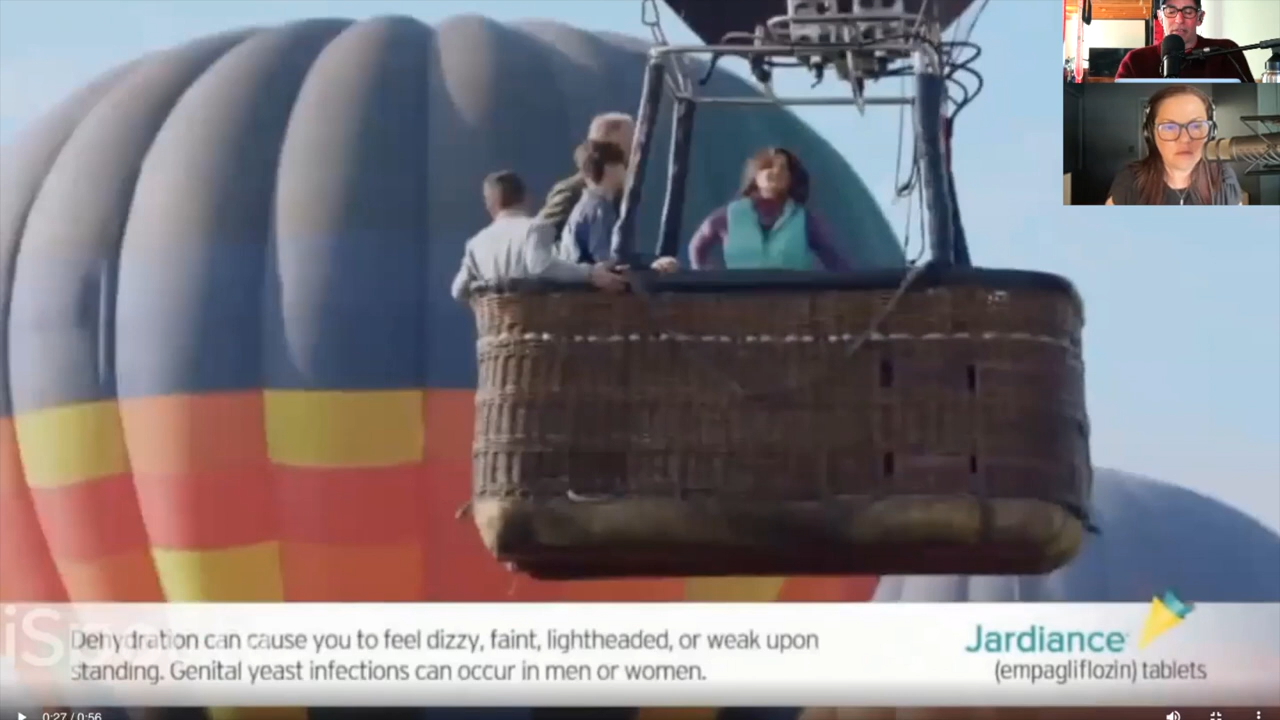 Dehydration can cause you to feel dizzy, faint, lightheaded, or weak upon
standing. Genital yeast infections can occur in men or women.
Jardiance
(empagliflozin) tablets
iS
0:27 / 0:56